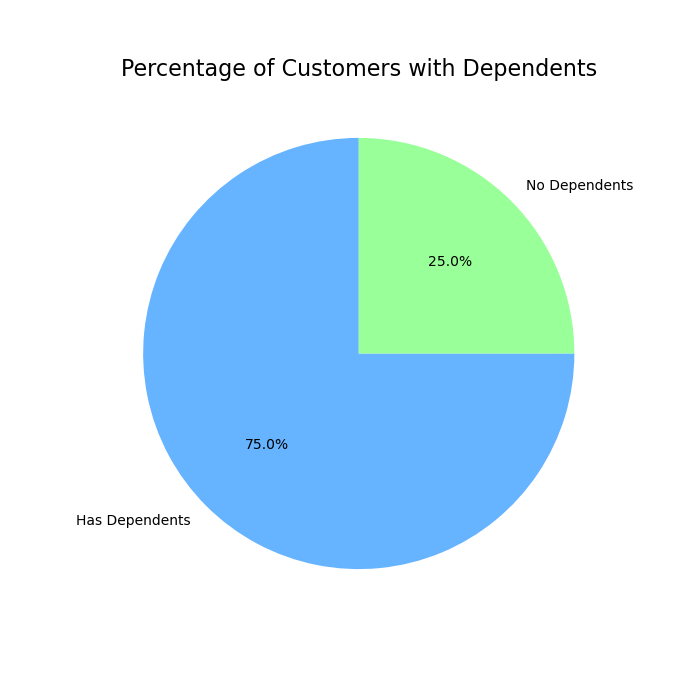 Percentage of Customers with Dependents
No Dependents
25.0%
75.0%
Has Dependents